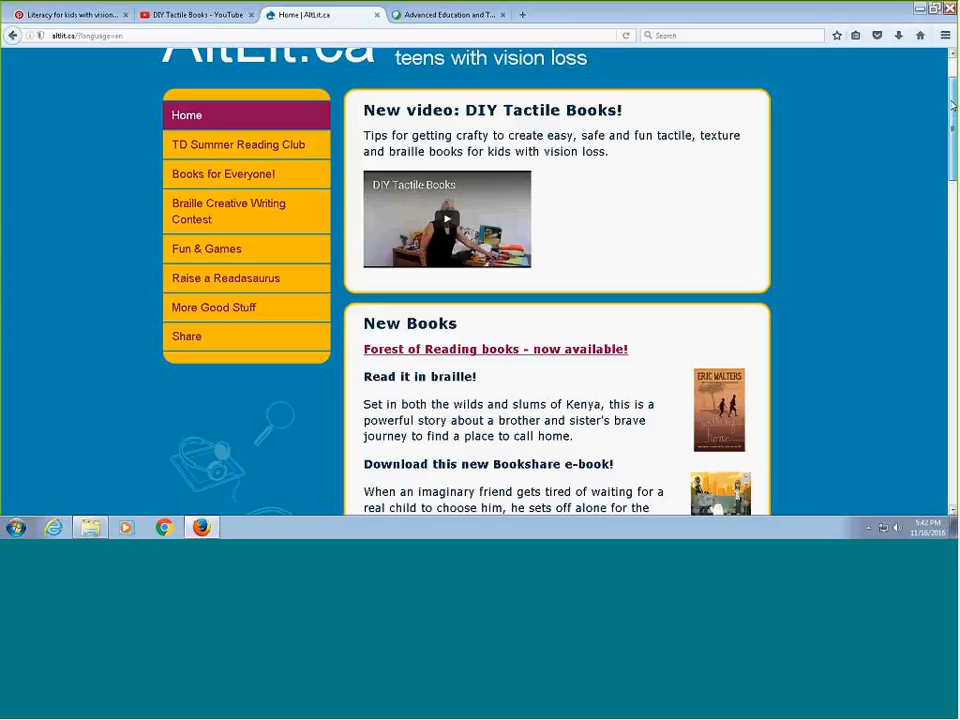 Literacy for kids with vision...
DIY Tactile Books - YouTube
Home | AltLit.ca
Advanced Education and T...
altlit.ca/?language=en
Search
AltLit.ca
teens with vision loss
Home
TD Summer Reading Club
Books for Everyone!
Braille Creative Writing
Contest
Fun & Games
Raise a Readasaurus
More Good Stuff
Share
New video: DIY Tactile Books!
Tips for getting crafty to create easy, safe and fun tactile, texture
and braille books for kids with vision loss.
DIY Tactile Books
New Books
Forest of Reading books - now available!
Read it in braille!
Set in both the wilds and slums of Kenya, this is a
powerful story about a brother and sister's brave
journey to find a place to call home.
ERIC WALTERS
walking
home
Download this new Bookshare e-book!
When an imaginary friend gets tired of waiting for a
real child to choose him, he sets off alone for the
5:42 PM
11/16/2016